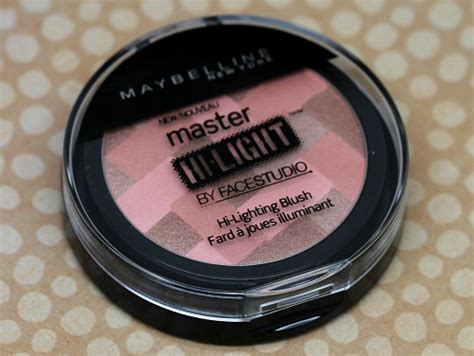 MAYBELLINE
NEW YORK
NEW•NOUVEAU
master
HI-LIGHT
BY FACESTUDIO
Hi-Lighting Blush
Fard à joues illuminant